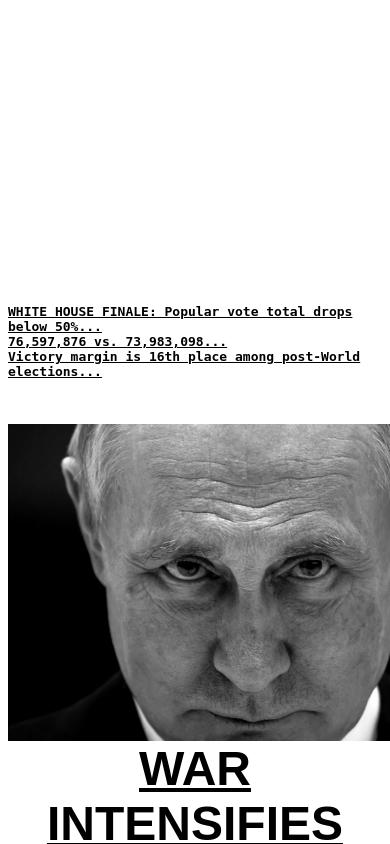 WHITE HOUSE FINALE: Popular vote total drops
below 50%...
76,597,876 vs. 73,983,098...
Victory margin is 16th place among post-World
elections...
WAR
INTENSIFIES